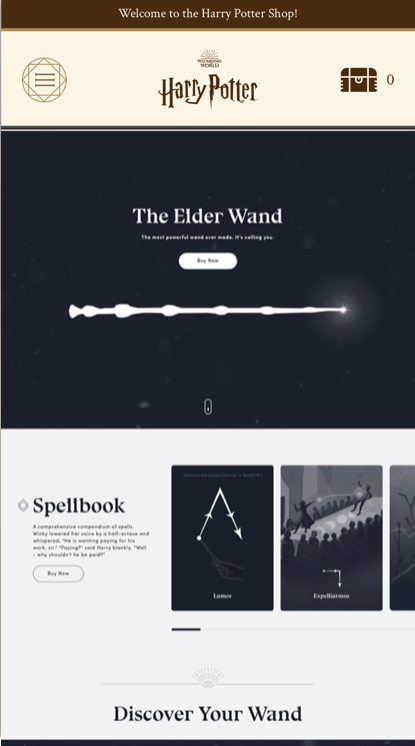 Welcome to the Harry Potter Shop!
WIZARDING
WORLD
Harry Potter
0
The Elder Wand
The most powerful wand ever made. It's calling you.
Buy Now
Spellbook
A comprehensive compendium of spells.
Winky lowered her voice by a half-octave and
whispered, "He is wanting paying for his
work, sir." "Paying?" said Harry blankly. "Well
- why shouldn't he be paid?"
Buy Now
Lumos
Expelliarmus
Discover Your Wand